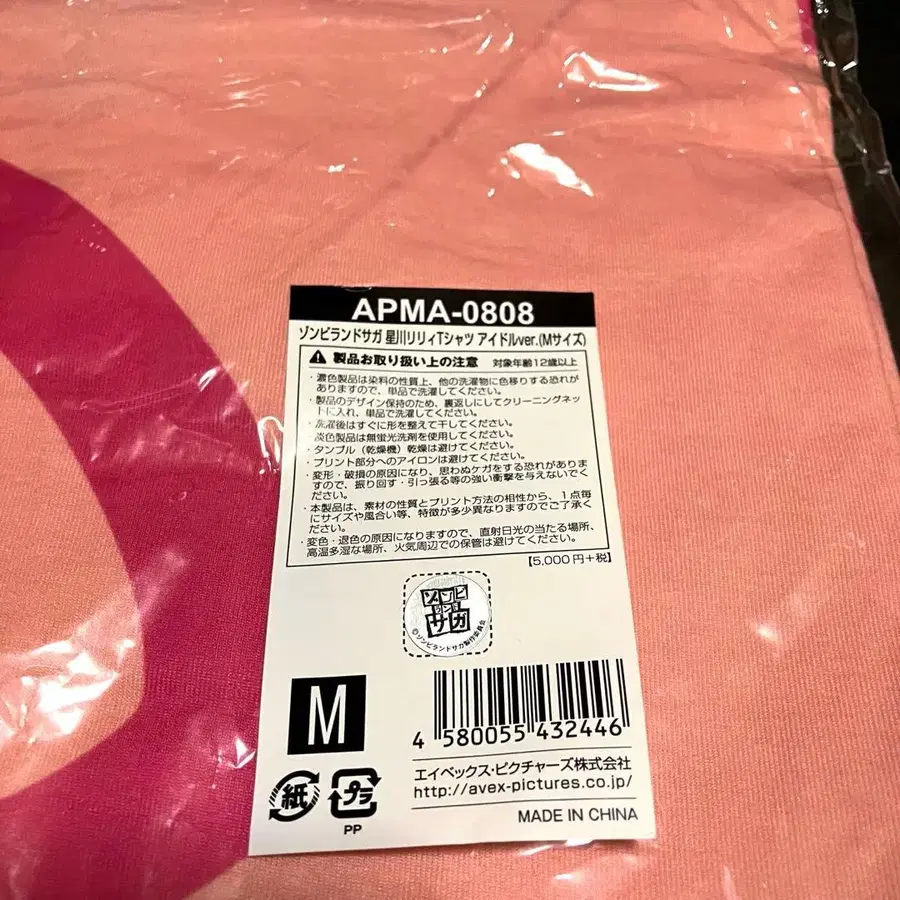 APMA-0808
ゾンビランドサガ 星川リリィTシャツ アイドルver.(Mサイズ)
製品お取り扱い上の注意 対象年齢12歳以上
・濃色製品は染料の性質上、他の洗濯物に色移りする恐れが
ありますので、単品で洗濯してください。
・製品のデザイン保持のため、裏返しにしてクリーニングネッ
トに入れ、単品で洗濯してください。
・洗濯後はすぐに形を整えて干してください。
・淡色製品は無蛍光洗剤を使用してください。
・タンブル（乾燥機）乾燥は避けてください。
・プリント部分へのアイロンは避けてください。
・変形・破損の原因になり、思わぬケガをする恐れがありま
すので、振り回す・引っ張る等の強い衝撃を与えないでく
ださい。
・本製品は、素材の性質とプリント方法の相性から、１点毎
にサイズや風合い等、特徴が多少異なりますのでご了承く
ださい。
・変色・退色の原因になりますので、直射日光の当たる場所、
高温多湿な場所、火気周辺での保管は避けてください。
【5,000円+税】
ゾンビ
ランド
サガ
©ゾンビランドサガ製作委員会
M
4 580055 432446
エイベックス・ピクチャーズ株式会社
http://avex-pictures.co.jp/
紙
プラ
PP
MADE IN CHINA